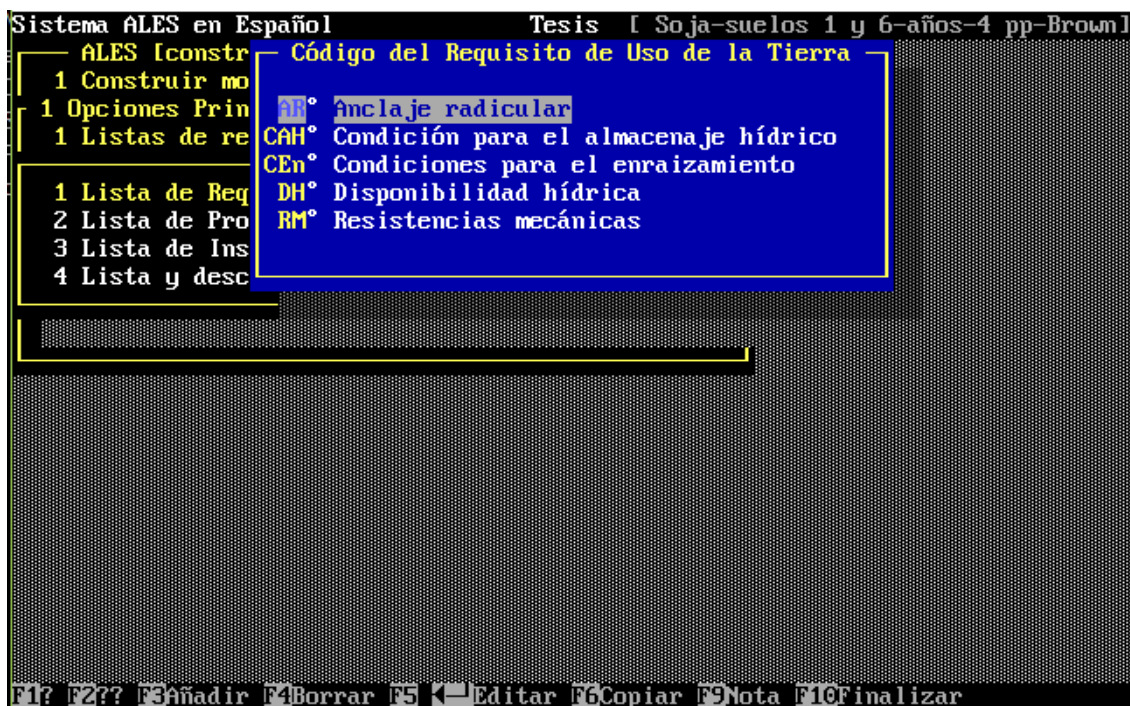 Sistema ALES en Español Tesis [ Soja-suelos 1 y 6-años-4 pp-Brown]
ALES [constr
Código del Requisito de Uso de la Tierra
1 Construir mo
1 Opciones Prin
AR° Anclaje radicular
1 Listas de re
CAH° Condición para el almacenaje hídrico
CEn° Condiciones para el enraizamiento
1 Lista de Req
DH° Disponibilidad hídrica
2 Lista de Pro
RM° Resistencias mecánicas
3 Lista de Ins
4 Lista y desc
F1? F2?? F3Añadir F4Borrar F5 Editar F6Copiar F9Nota F10Finalizar